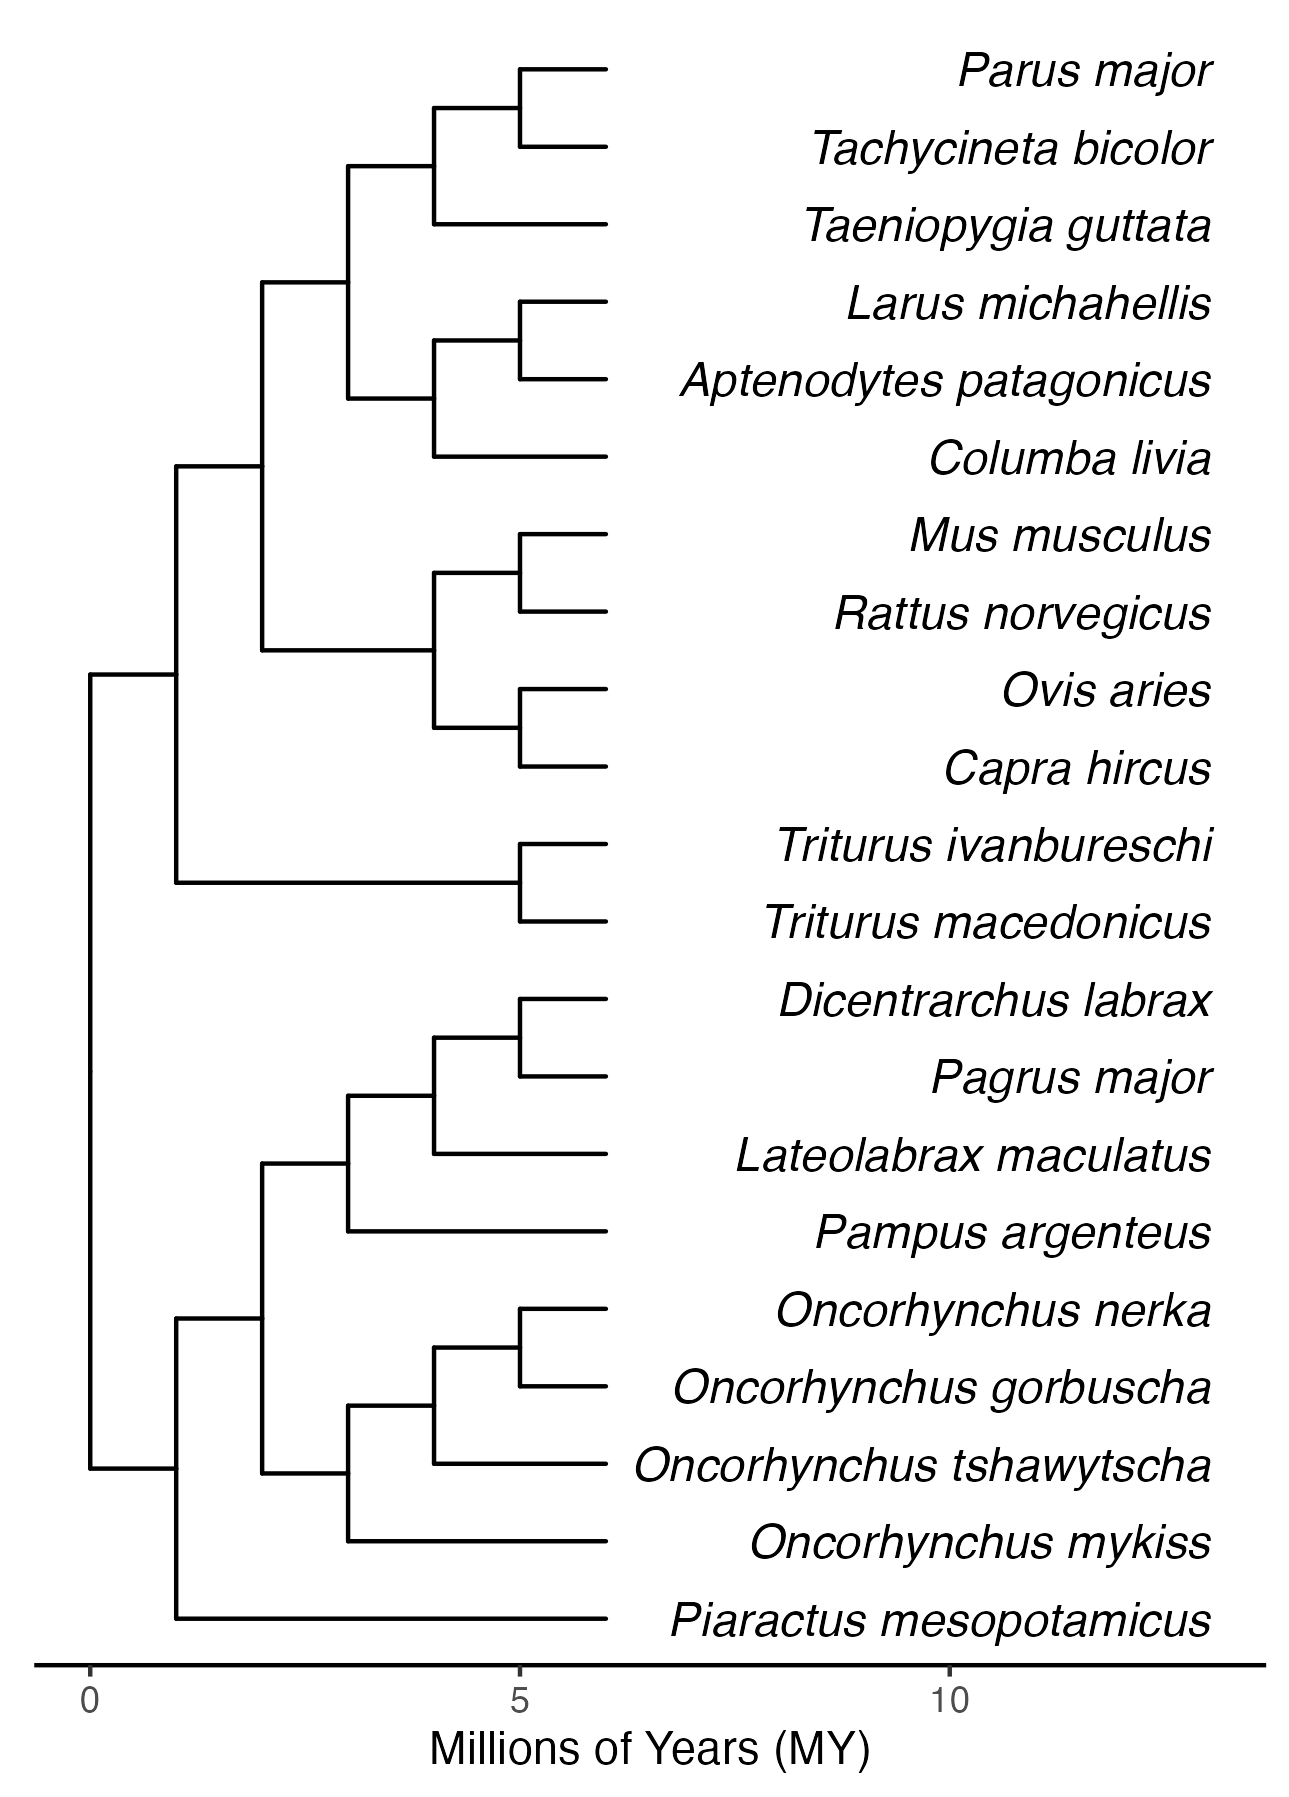 Parus major
Tachycineta bicolor
Taeniopygia guttata
Larus michahellis
Aptenodytes patagonicus
Columba livia
Mus musculus
Rattus norvegicus
Ovis aries
Capra hircus
Triturus ivanbureschi
Triturus macedonicus
Dicentrarchus labrax
Pagrus major
Lateolabrax maculatus
Pampus argenteus
Oncorhynchus nerka
Oncorhynchus gorbuscha
Oncorhynchus tshawytscha
Oncorhynchus mykiss
Piaractus mesopotamicus
0 5 10
Millions of Years (MY)